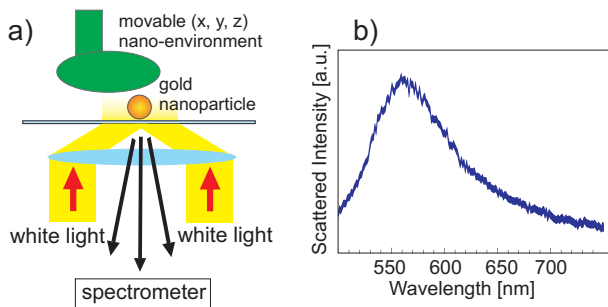 a)
movable (x, y, z)
nano-environment
gold
nanoparticle
white light
white light
spectrometer
b)
Scattered Intensity [a.u.]
550
600
650
700
Wavelength [nm]